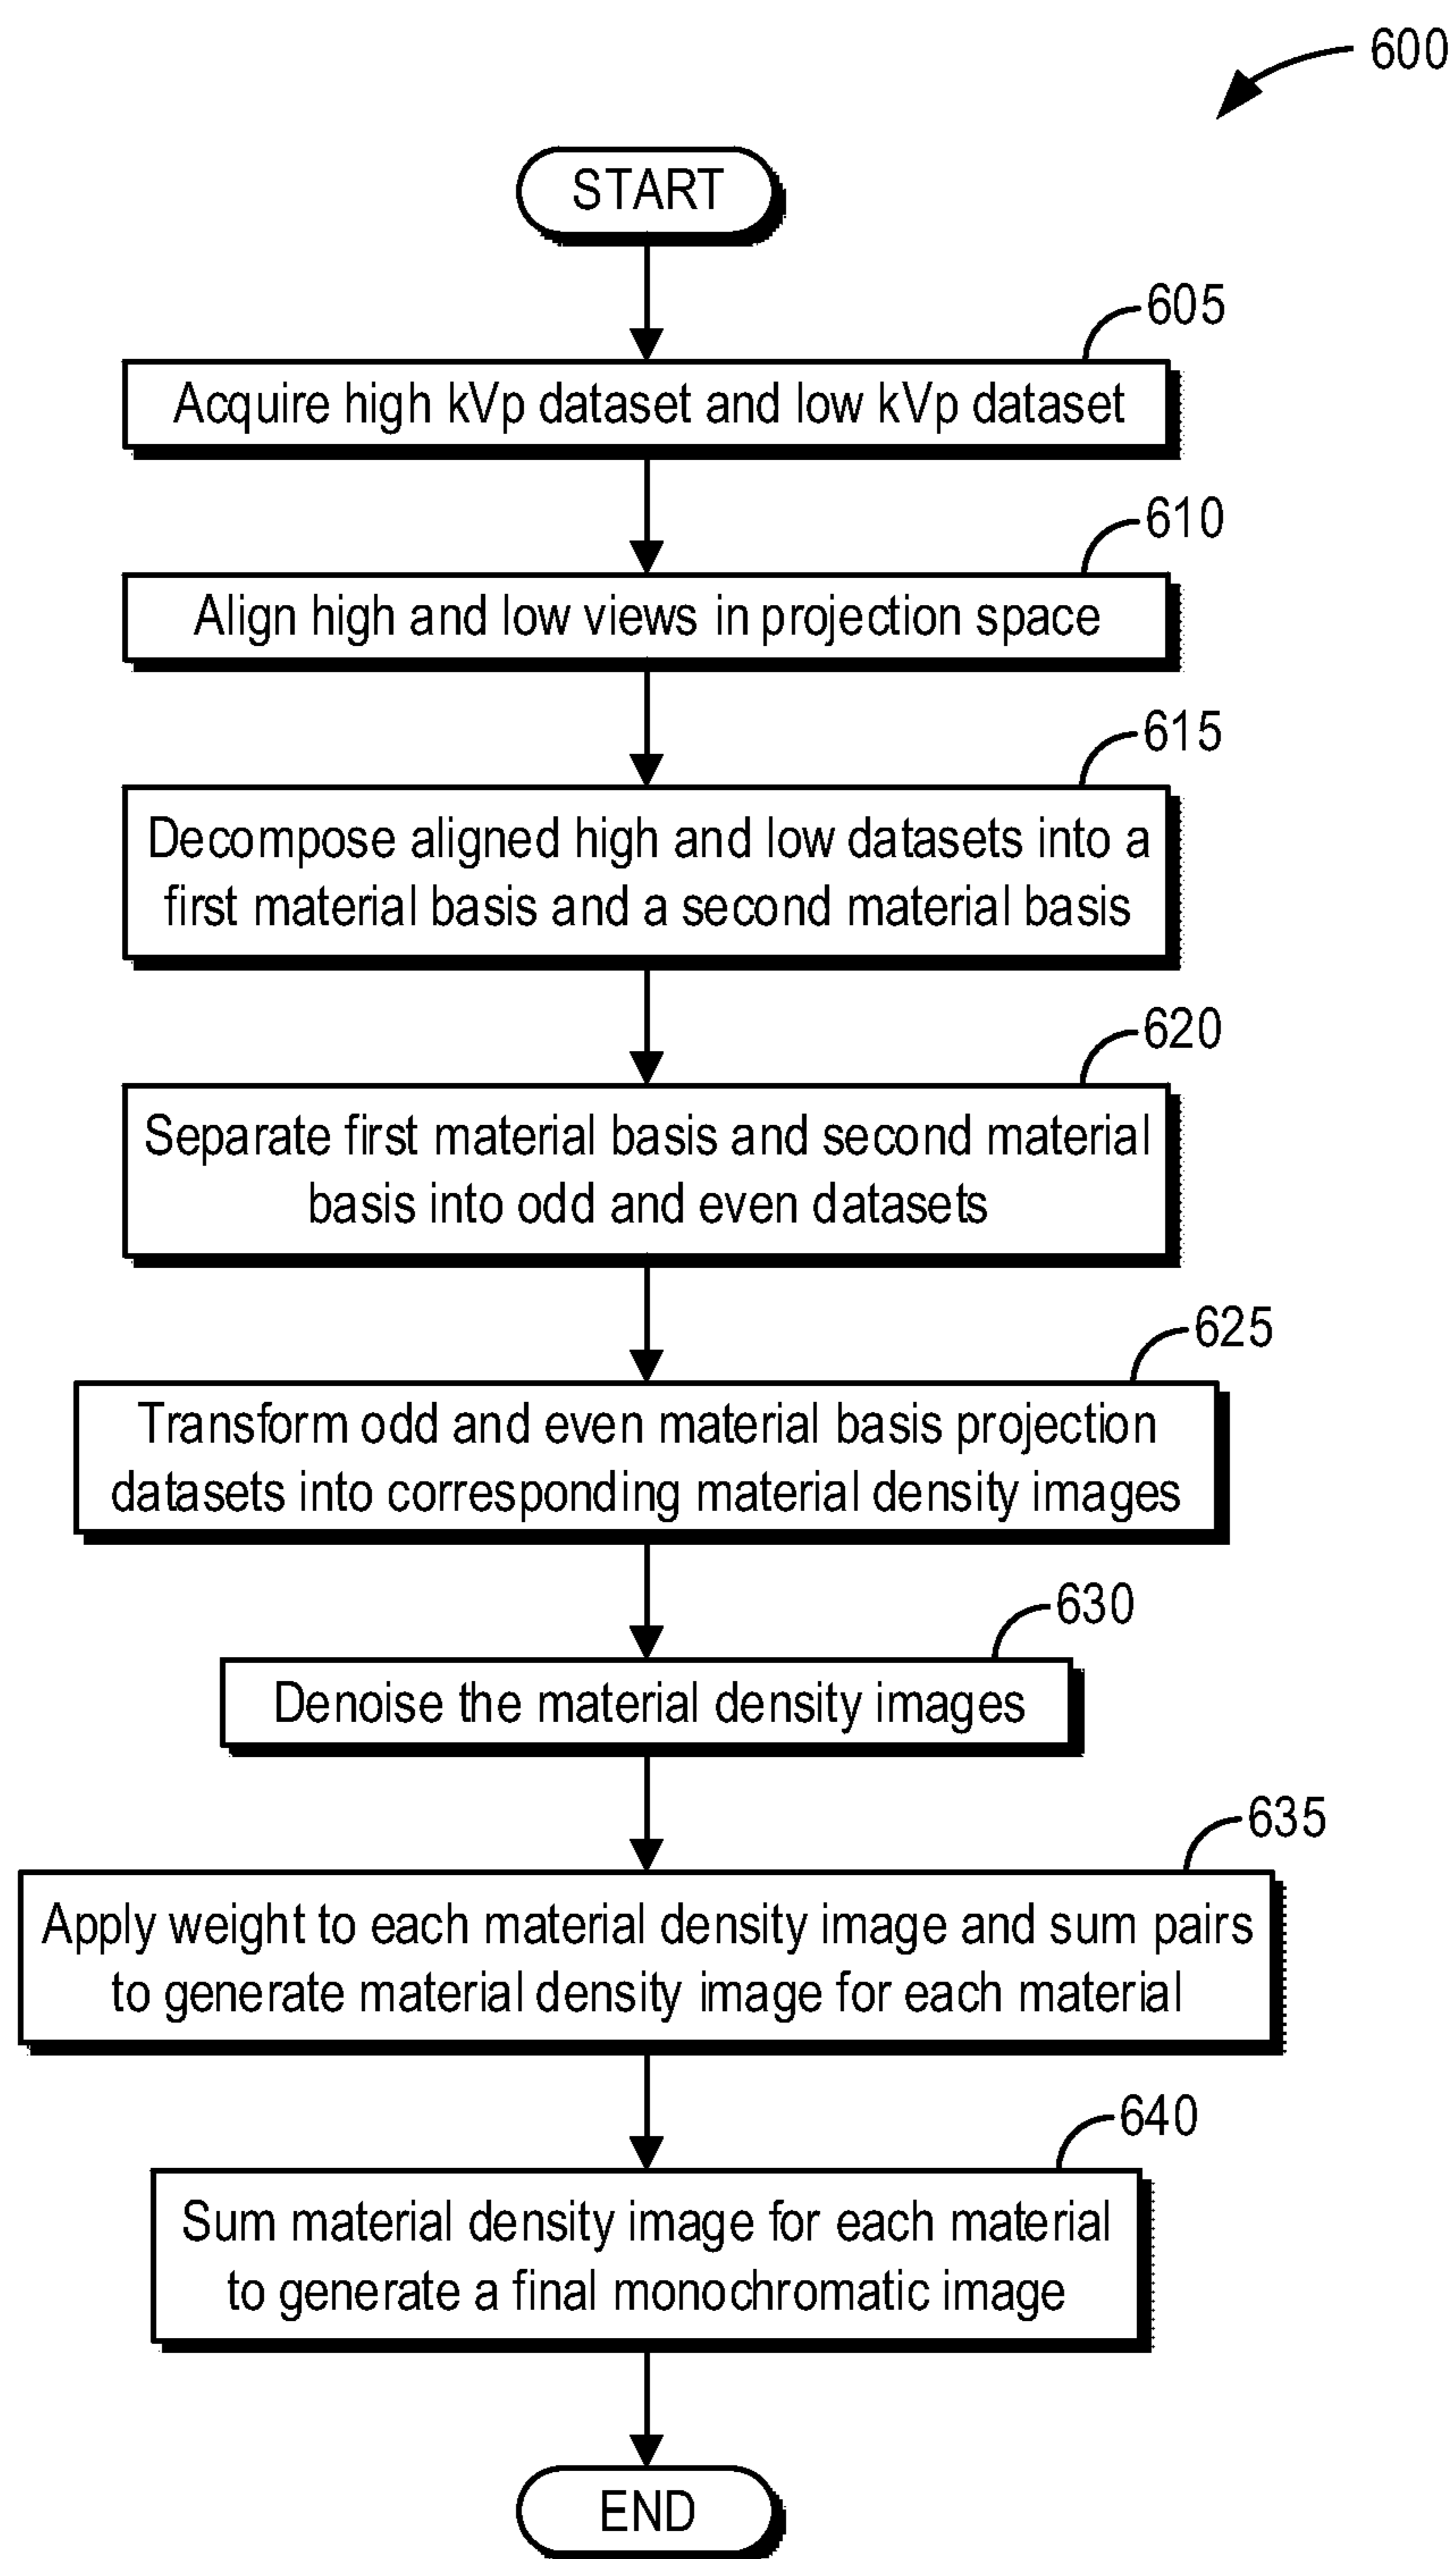 600
START
605
Acquire high kVp dataset and low kVp dataset
610
Align high and low views in projection space
615
Decompose aligned high and low datasets into a
first material basis and a second material basis
620
Separate first material basis and second material
basis into odd and even datasets
625
Transform odd and even material basis projection
datasets into corresponding material density images
630
Denoise the material density images
635
Apply weight to each material density image and sum pairs
to generate material density image for each material
640
Sum material density image for each material
to generate a final monochromatic image
END